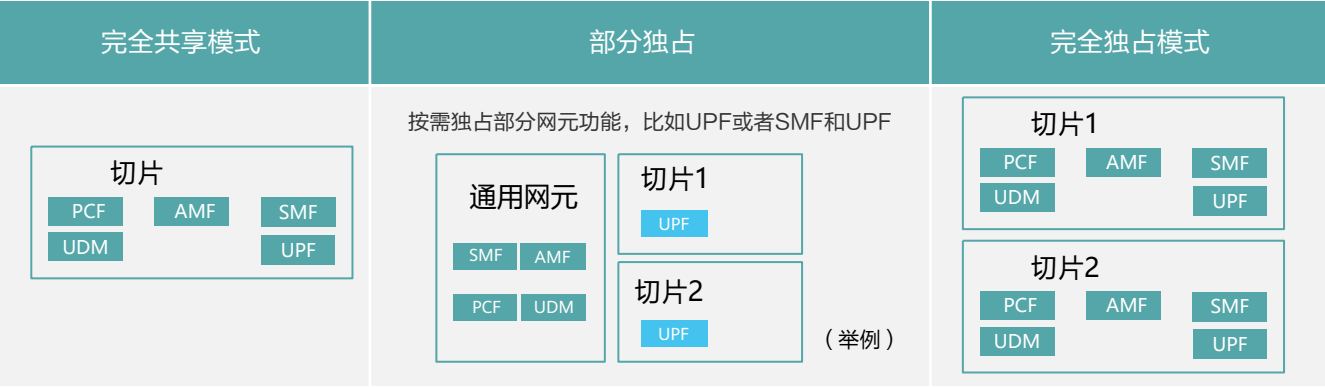 完全共享模式
部分独占
完全独占模式
切片
PCF AMF SMF
UDM UPF
按需独占部分网元功能，比如UPF或者SMF和UPF
通用网元
SMF AMF
PCF UDM
切片1
UPF
切片2
UPF
（举例）
切片1
PCF AMF SMF
UDM UPF
切片2
PCF AMF SMF
UDM UPF